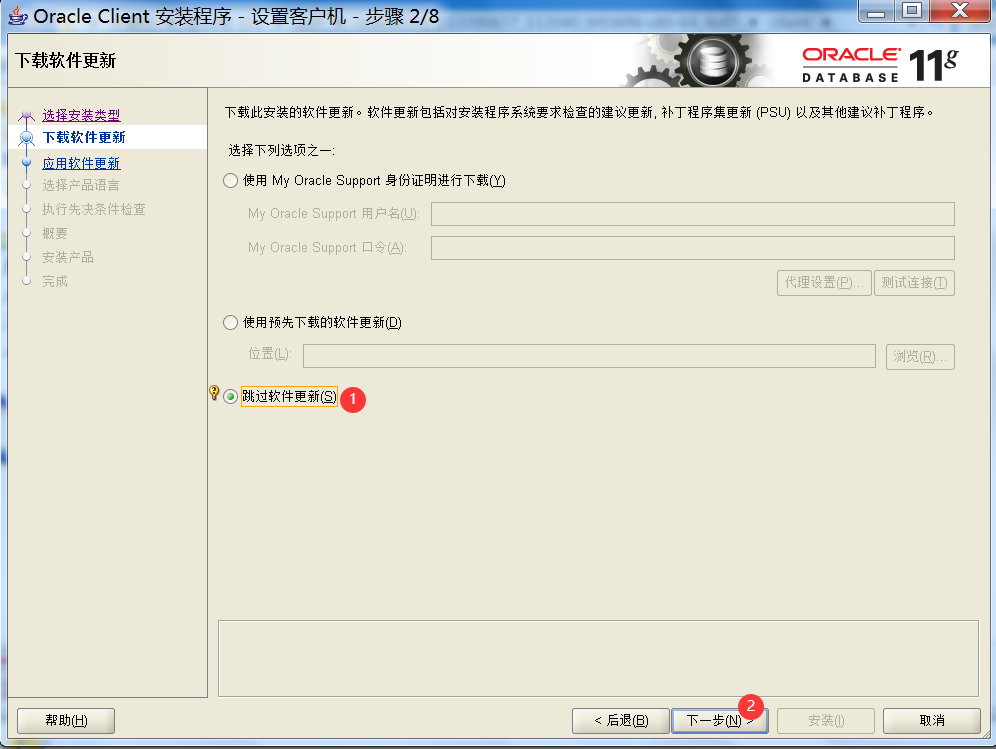 Oracle Client 安装程序 - 设置客户机 - 步骤 2/8
下载软件更新
ORACLE®
DATABASE
11g
选择安装类型
下载软件更新
应用软件更新
选择产品语言
执行先决条件检查
概要
安装产品
完成
下载此安装的软件更新。软件更新包括对安装程序系统要求检查的建议更新, 补丁程序集更新 (PSU) 以及其他建议补丁程序。
选择下列选项之一:
使用 My Oracle Support 身份证明进行下载(Y)
My Oracle Support 用户名(U):
My Oracle Support 口令(A):
代理设置(P)... 测试连接(T)
使用预先下载的软件更新(D)
位置(L): 浏览(R)...
跳过软件更新(S) 1
2
帮助(H) < 后退(B) 下一步(N) > 安装(I) 取消